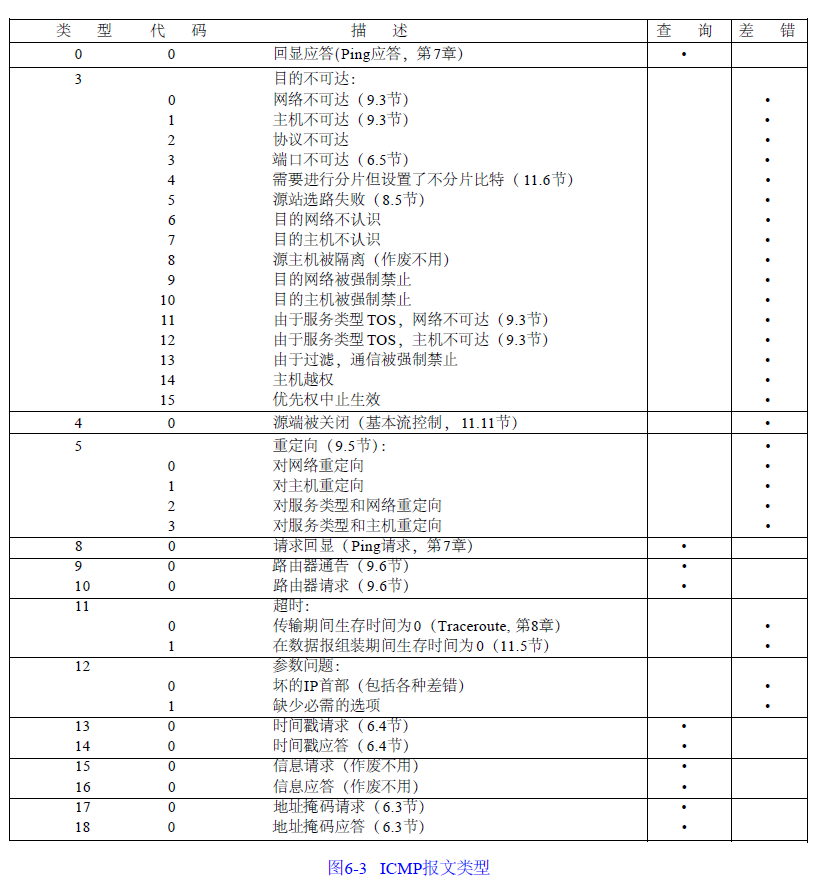 类 型 代 码 描 述 查 询 差 错
0 0 回显应答(Ping应答，第7章) •
3 目的不可达：
0 网络不可达（9.3节） •
1 主机不可达（9.3节） •
2 协议不可达 •
3 端口不可达（6.5节） •
4 需要进行分片但设置了不分片比特（11.6节） •
5 源站选路失败（8.5节） •
6 目的网络不认识 •
7 目的主机不认识 •
8 源主机被隔离（作废不用） •
9 目的网络被强制禁止 •
10 目的主机被强制禁止 •
11 由于服务类型TOS，网络不可达（9.3节） •
12 由于服务类型TOS，主机不可达（9.3节） •
13 由于过滤，通信被强制禁止 •
14 主机越权 •
15 优先权中止生效 •
4 0 源端被关闭（基本流控制，11.11节） •
5 重定向（9.5节）： •
0 对网络重定向 •
1 对主机重定向 •
2 对服务类型和网络重定向 •
3 对服务类型和主机重定向 •
8 0 请求回显（Ping请求，第7章） •
9 0 路由器通告（9.6节） •
10 0 路由器请求（9.6节） •
11 超时：
0 传输期间生存时间为0（Traceroute, 第8章） •
1 在数据报组装期间生存时间为0（11.5节） •
12 参数问题：
0 坏的IP首部（包括各种差错） •
1 缺少必需的选项 •
13 0 时间戳请求（6.4节） •
14 0 时间戳应答（6.4节） •
15 0 信息请求（作废不用） •
16 0 信息应答（作废不用） •
17 0 地址掩码请求（6.3节） •
18 0 地址掩码应答（6.3节） •
图6-3 ICMP报文类型